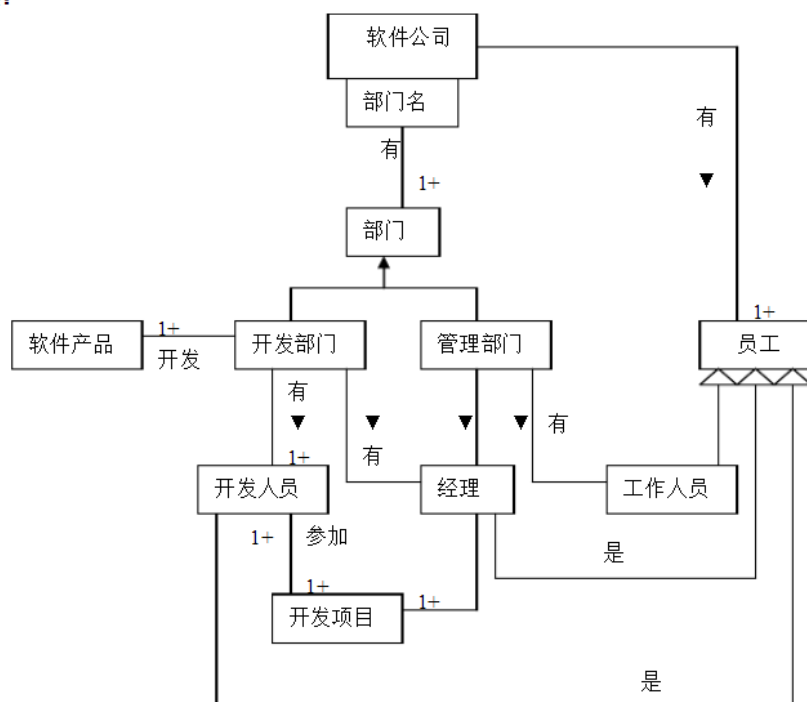 软件公司
部门名
有
有
1+
部门
1+
1+
软件产品
开发部门
管理部门
员工
开发
有
有
有
1+
开发人员
经理
工作人员
1+
参加
是
1+
1+
开发项目
是